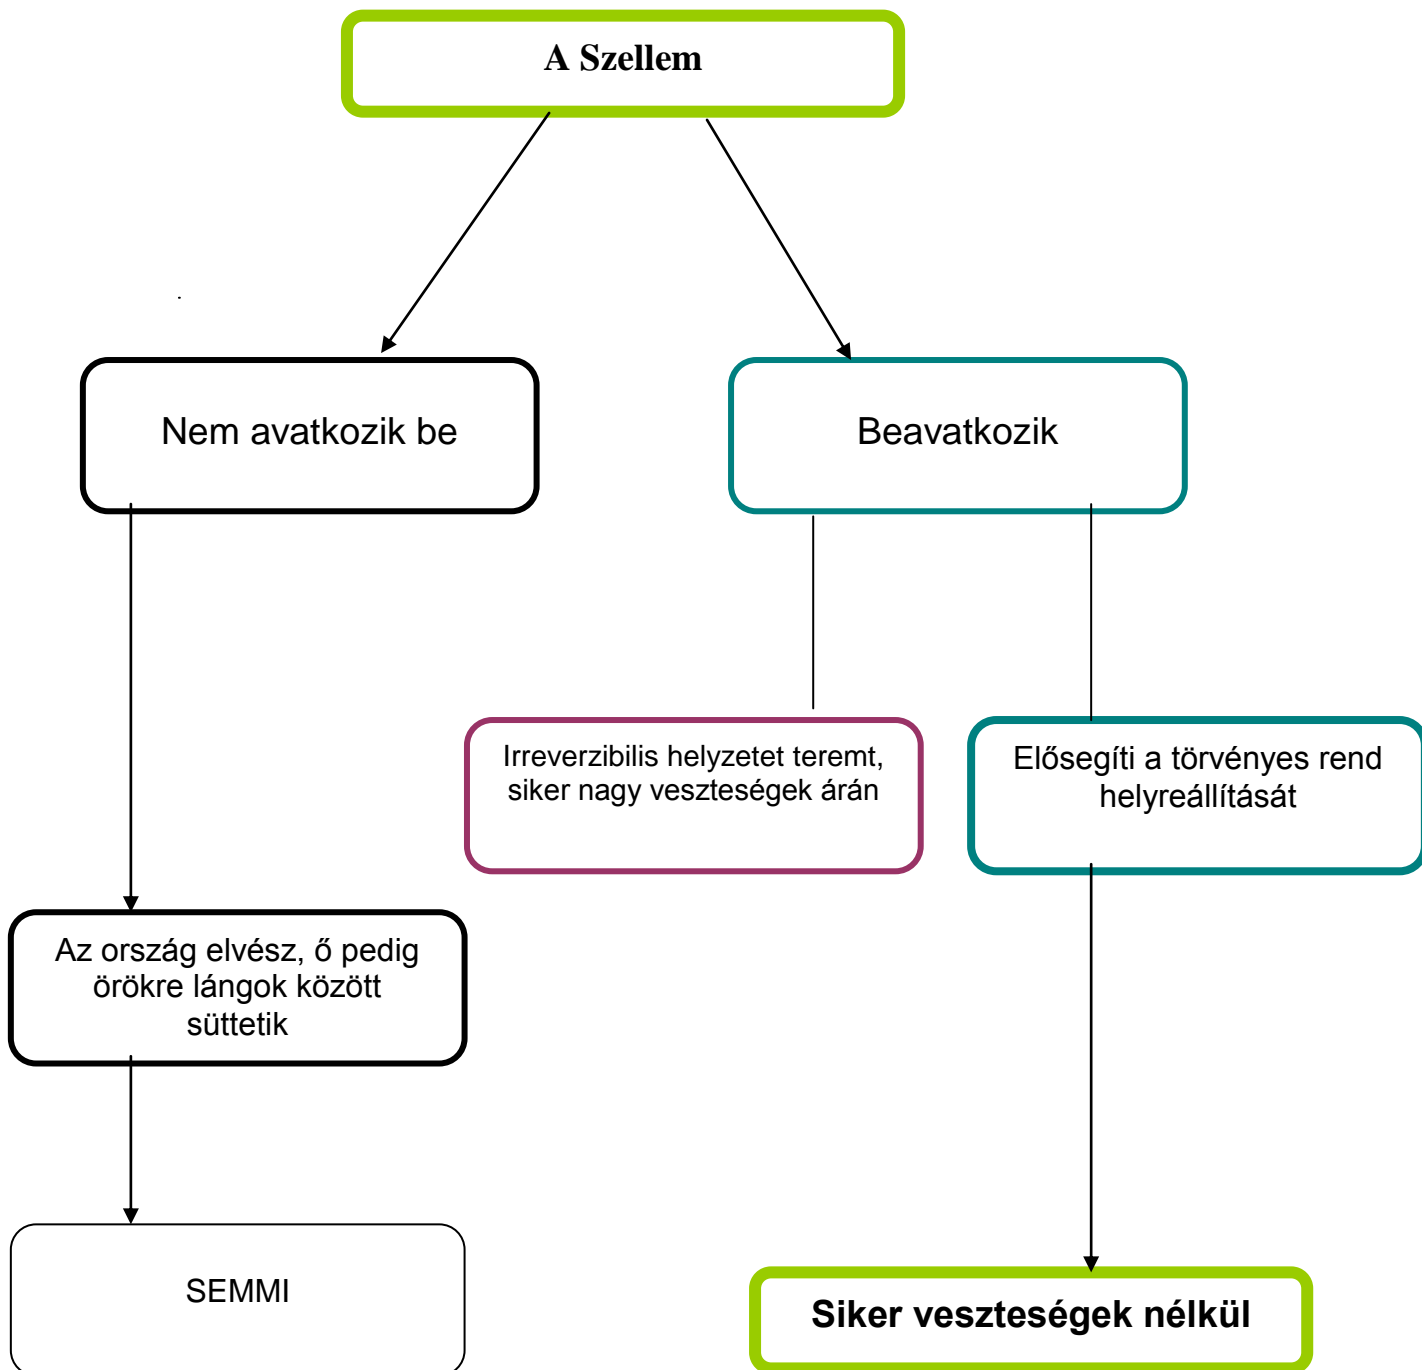 A Szellem
Nem avatkozik be
Beavatkozik
Irreverzibilis helyzetet teremt,
siker nagy veszteségek árán
Elősegíti a törvényes rend
helyreállítását
Az ország elvész, ő pedig
örökre lángok között
süttetik
SEMMI
Siker veszteségek nélkül